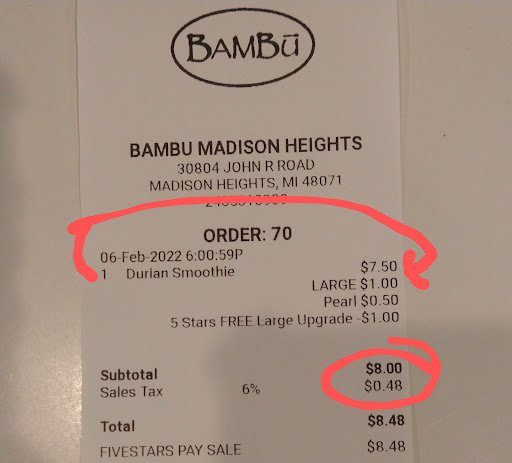 BAMBŪ
BAMBU MADISON HEIGHTS
30804 JOHN R ROAD
MADISON HEIGHTS, MI 48071
ORDER: 70
06-Feb-2022 6:00:59P
1 Durian Smoothie $7.50
LARGE $1.00
Pearl $0.50
5 Stars FREE Large Upgrade -$1.00
Subtotal $8.00
Sales Tax 6% $0.48
Total $8.48
FIVESTARS PAY SALE $8.48